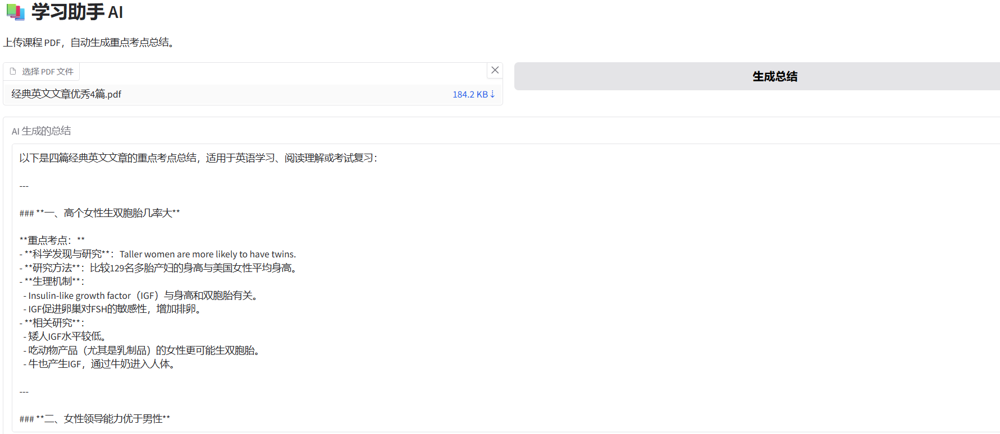 学习助手 AI
上传课程 PDF，自动生成重点考点总结。
选择 PDF 文件
经典英文文章优秀4篇.pdf
184.2 KB ⇣
生成总结
AI 生成的总结
以下是四篇经典英文文章的重点考点总结，适用于英语学习、阅读理解或考试复习：
---
### **一、高个女性生双胞胎几率大**
**重点考点：**
- **科学发现与研究**：Taller women are more likely to have twins.
- **研究方法**：比较129名多胎产妇的身高与美国女性平均身高。
- **生理机制**：
- Insulin-like growth factor（IGF）与身高和双胞胎有关。
- IGF促进卵巢对FSH的敏感性，增加排卵。
- **相关研究**：
- 矮人IGF水平较低。
- 吃动物产品（尤其是乳制品）的女性更可能生双胞胎。
- 牛也产生IGF，通过牛奶进入人体。
---
### **二、女性领导能力优于男性**